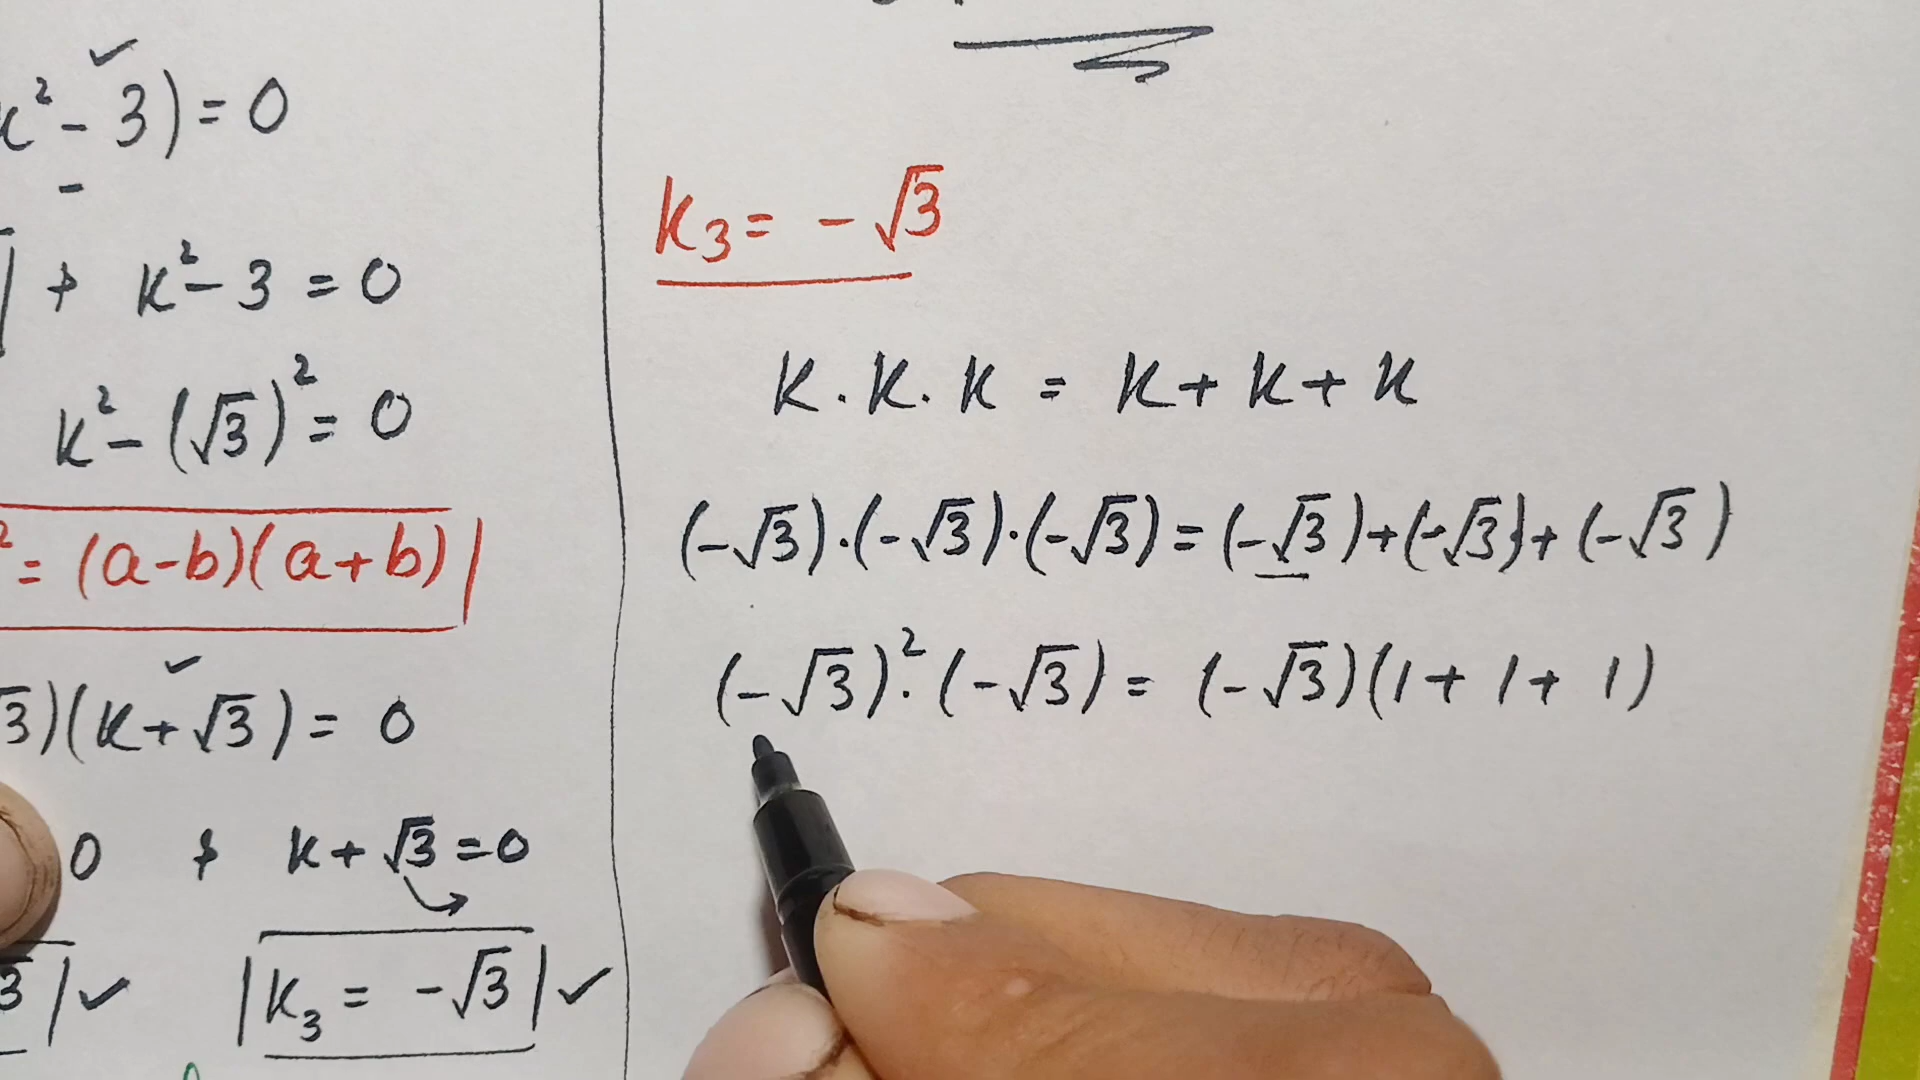 k² - 3) = 0
k² - 3 = 0
k² - (√3)² = 0
² = (a-b)(a+b)
√3)(k+√3) = 0
0 & k + √3 = 0
3 ✓ k₃ = -√3 ✓
k₃ = -√3
k . k . k = k + k + k
(-√3).(-√3).(-√3) = (-√3)+(-√3)+(-√3)
(-√3)².(-√3) = (-√3)(1+1+1)